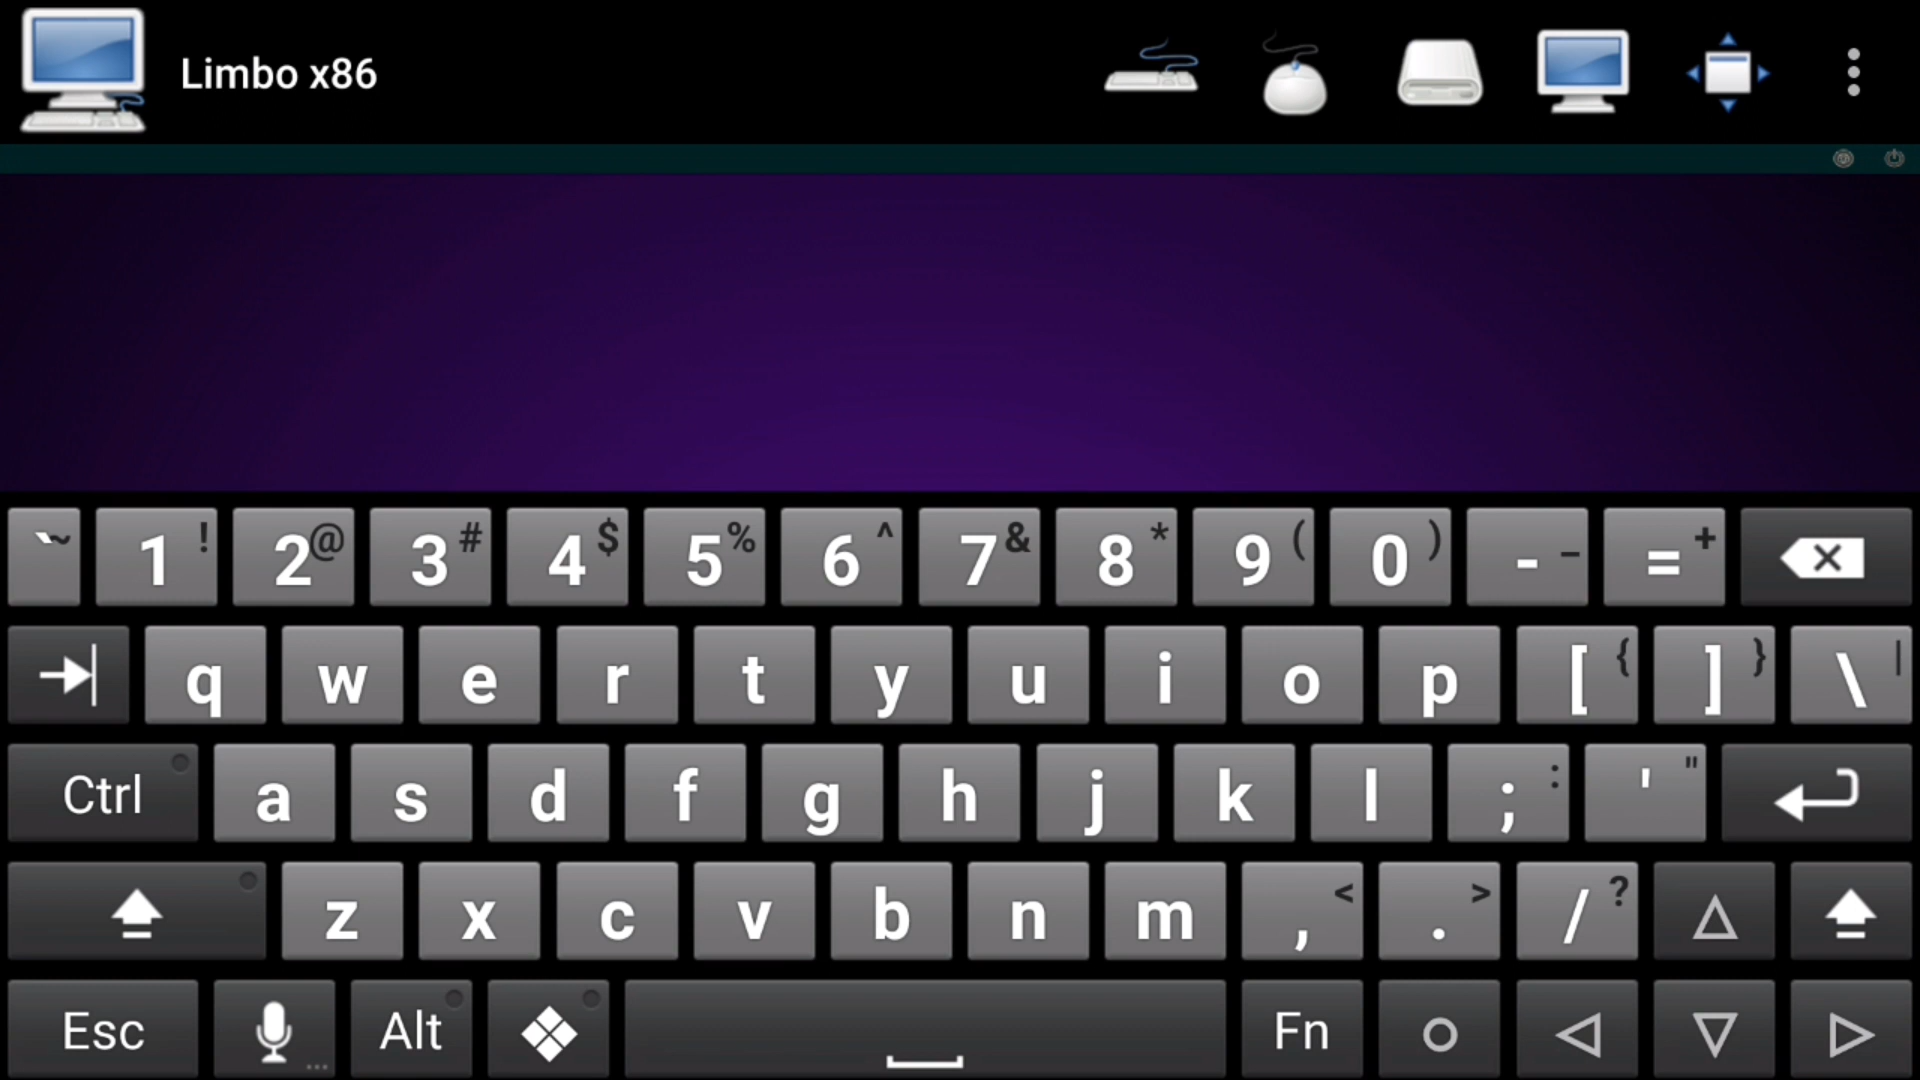 Limbo x86
` ~ 1 ! 2 @ 3 # 4 $ 5 % 6 ^ 7 & 8 * 9 ( 0 ) - _ = +
q w e r t y u i o p [ { ] } \ |
Ctrl a s d f g h j k l ; : ' "
z x c v b n m , < . > / ?
Esc ... Alt Fn